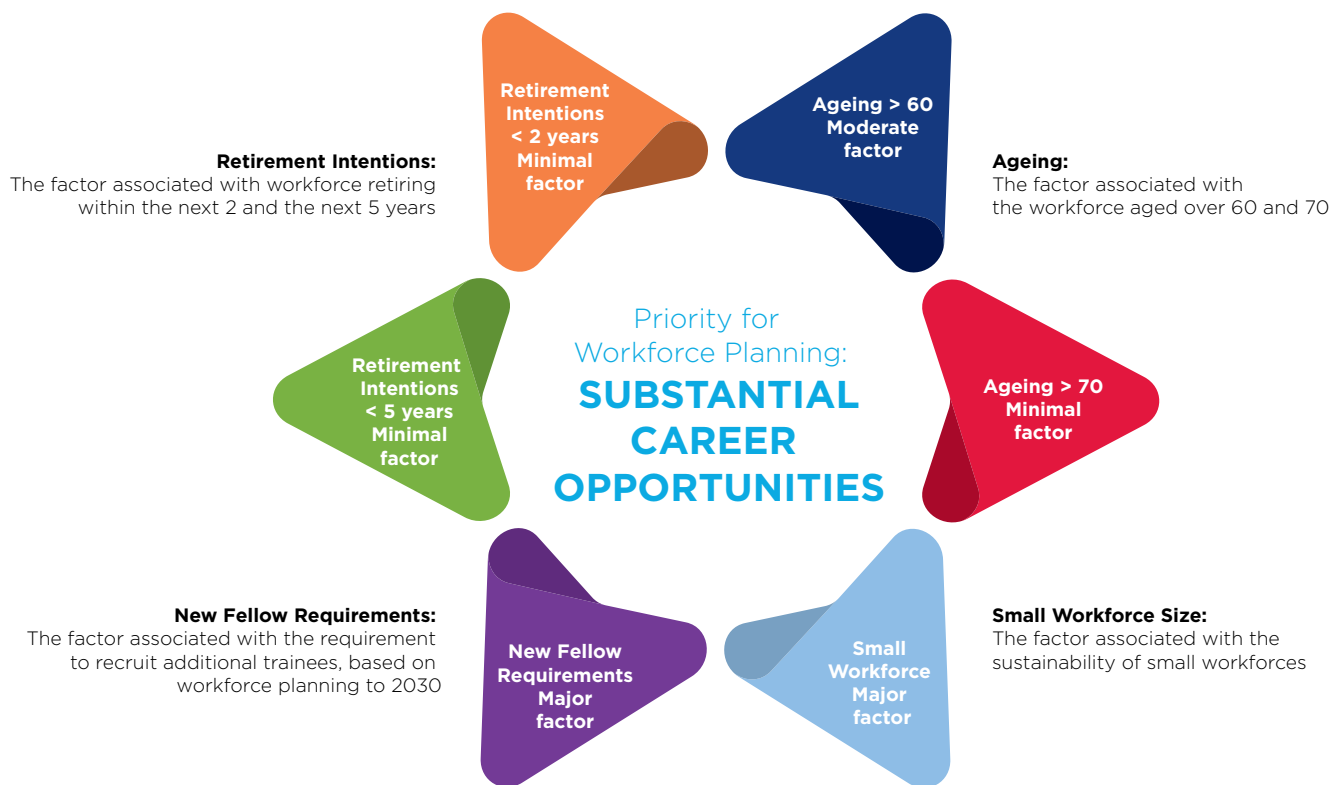 Retirement
Intentions
< 2 years
Minimal
factor
Ageing > 60
Moderate
factor
Retirement Intentions:
The factor associated with workforce retiring
within the next 2 and the next 5 years
Ageing:
The factor associated with
the workforce aged over 60 and 70
Retirement
Intentions
< 5 years
Minimal
factor
Priority for
Workforce Planning:
SUBSTANTIAL
CAREER
OPPORTUNITIES
Ageing > 70
Minimal
factor
New Fellow Requirements:
The factor associated with the requirement
to recruit additional trainees, based on
workforce planning to 2030
New Fellow
Requirements
Major
factor
Small
Workforce
Major
factor
Small Workforce Size:
The factor associated with the
sustainability of small workforces